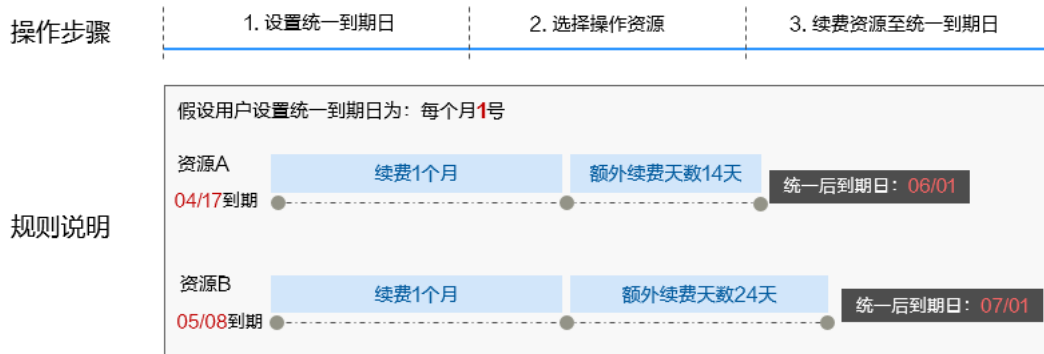 操作步骤
1. 设置统一到期日
2. 选择操作资源
3. 续费资源至统一到期日
规则说明
假设用户设置统一到期日为：每个月1号
资源A
04/17到期
续费1个月
额外续费天数14天
统一后到期日：06/01
资源B
05/08到期
续费1个月
额外续费天数24天
统一后到期日：07/01